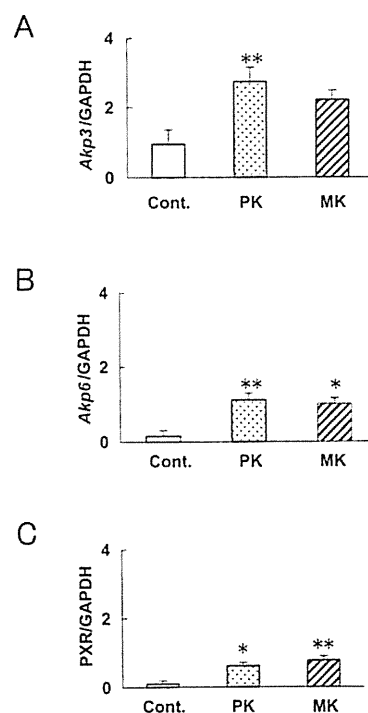 A
4
**
2
0
Akp3/GAPDH
Cont. PK MK
B
4
** *
2
0
Akp6/GAPDH
Cont. PK MK
C
4
2
* **
0
PXR/GAPDH
Cont. PK MK